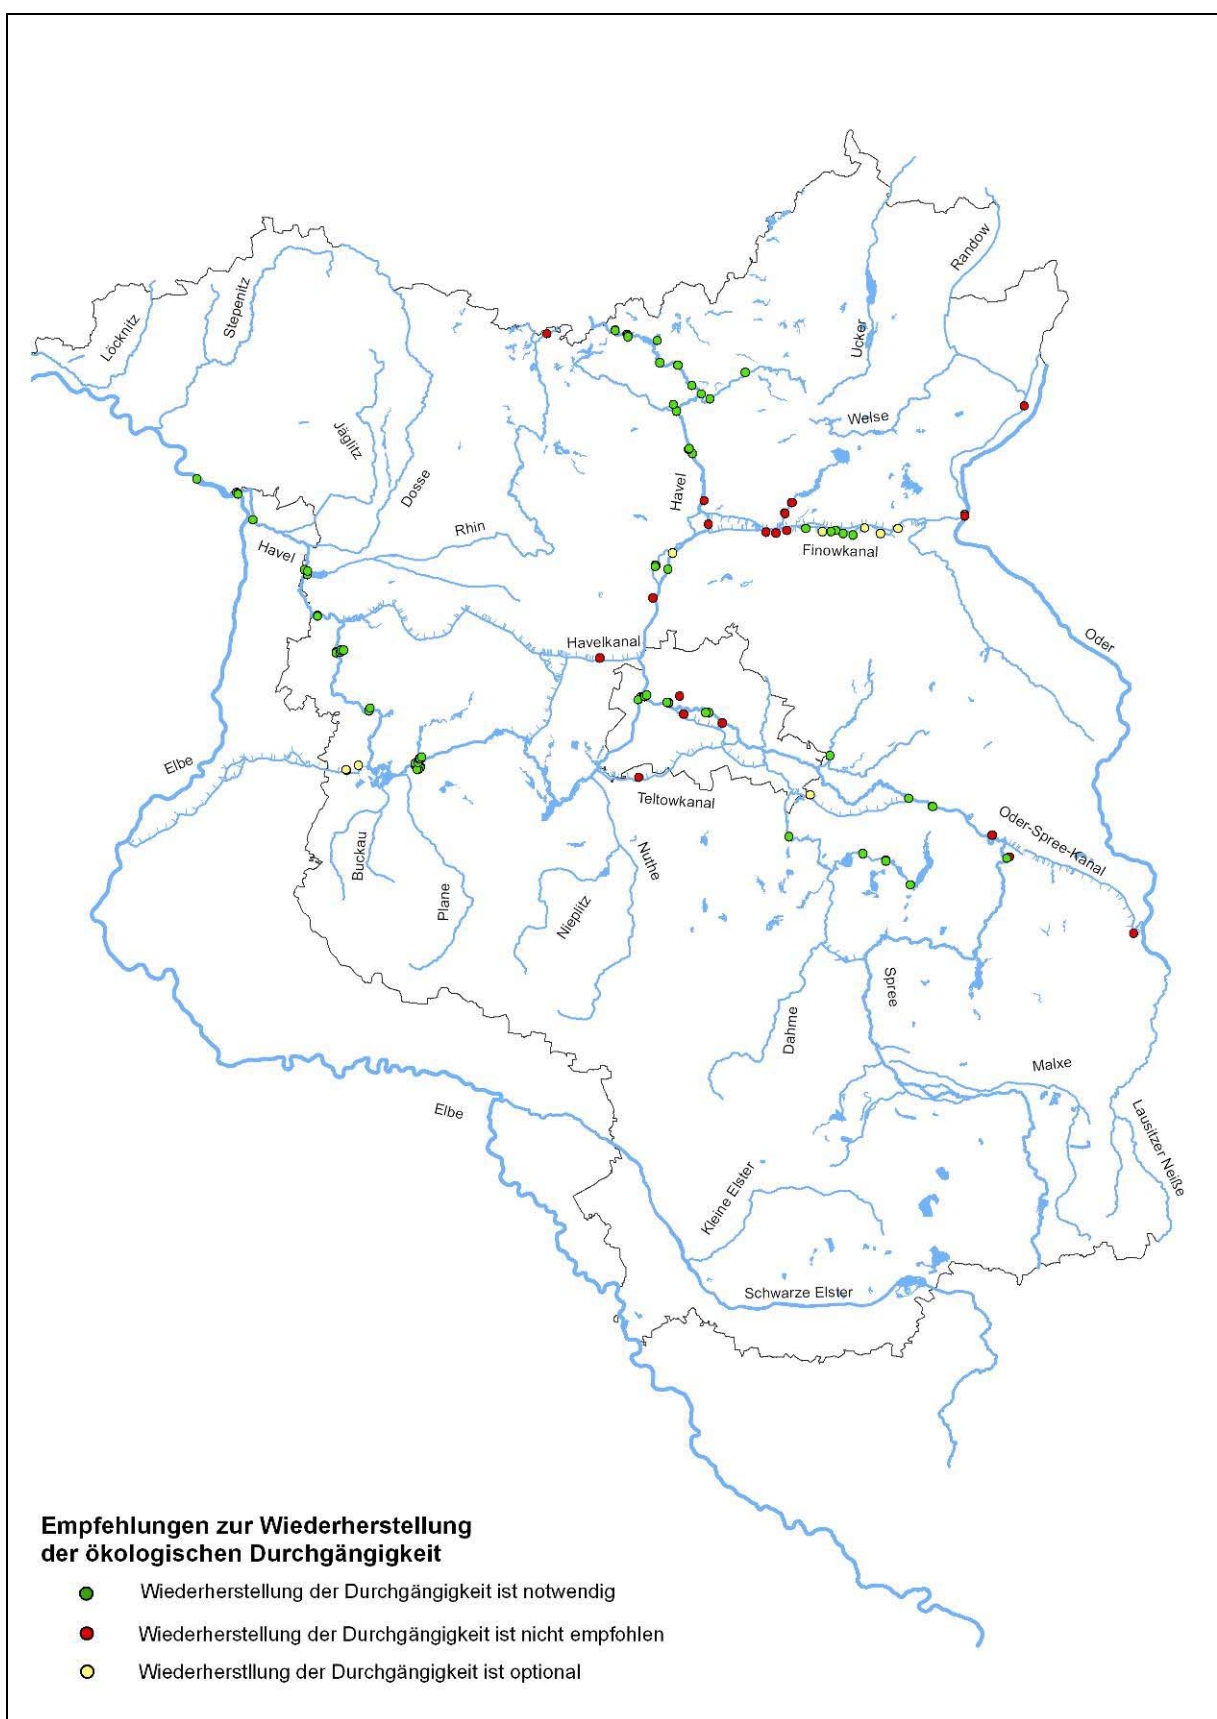 Randow
Stepenitz
Löcknitz
Ucker
Welse
Jäglitz
Dosse
Havel
Rhin
Havel
Finowkanal
Oder
Havelkanal
Elbe
Teltowkanal
Oder-Spree-Kanal
Buckau
Nuthe
Plane
Nieplitz
Spree
Dahme
Malxe
Elbe
Lausitzer Neiße
Kleine Elster
Schwarze Elster
Empfehlungen zur Wiederherstellung
der ökologischen Durchgängigkeit
Wiederherstellung der Durchgängigkeit ist notwendig
Wiederherstellung der Durchgängigkeit ist nicht empfohlen
Wiederherstllung der Durchgängigkeit ist optional